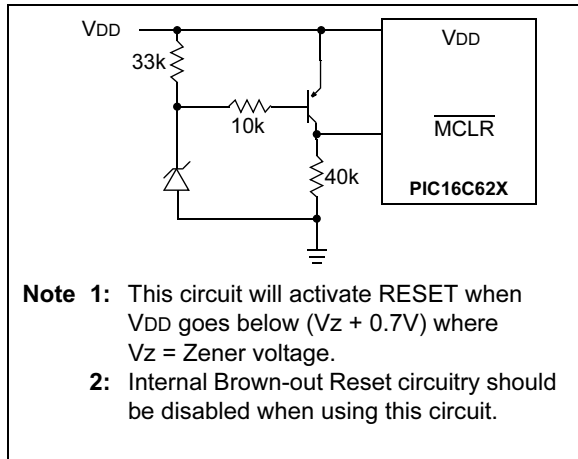 VDD
VDD
33k
10k
MCLR
40k
PIC16C62X
Note 1: This circuit will activate RESET when
VDD goes below (Vz + 0.7V) where
Vz = Zener voltage.
2: Internal Brown-out Reset circuitry should
be disabled when using this circuit.